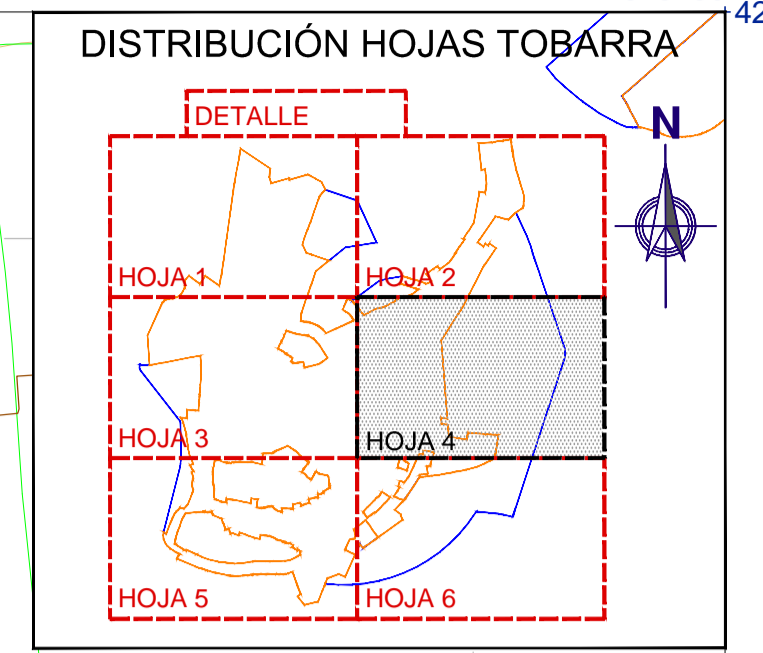 42
DISTRIBUCIÓN HOJAS TOBARRA
DETALLE
N
HOJA 1
HOJA 2
HOJA 3
HOJA 4
HOJA 5
HOJA 6